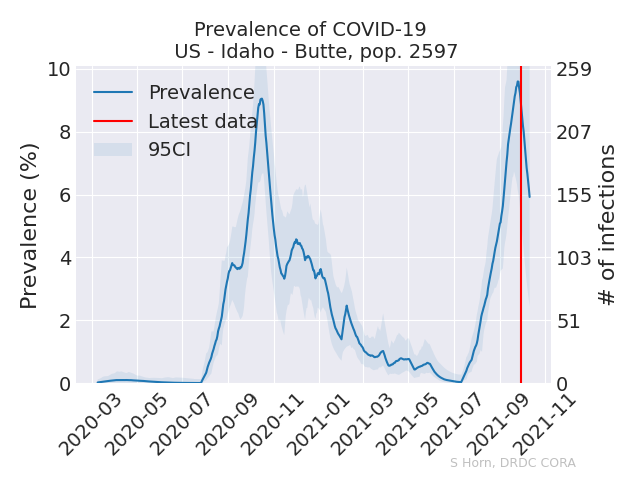 Prevalence of COVID-19
US - Idaho - Butte, pop. 2597
Prevalence (%)
10
8
6
4
2
0
Prevalence
Latest data
95CI
259
207
155
103
51
0
# of infections
2020-03
2020-05
2020-07
2020-09
2020-11
2021-01
2021-03
2021-05
2021-07
2021-09
2021-11
S Horn, DRDC CORA